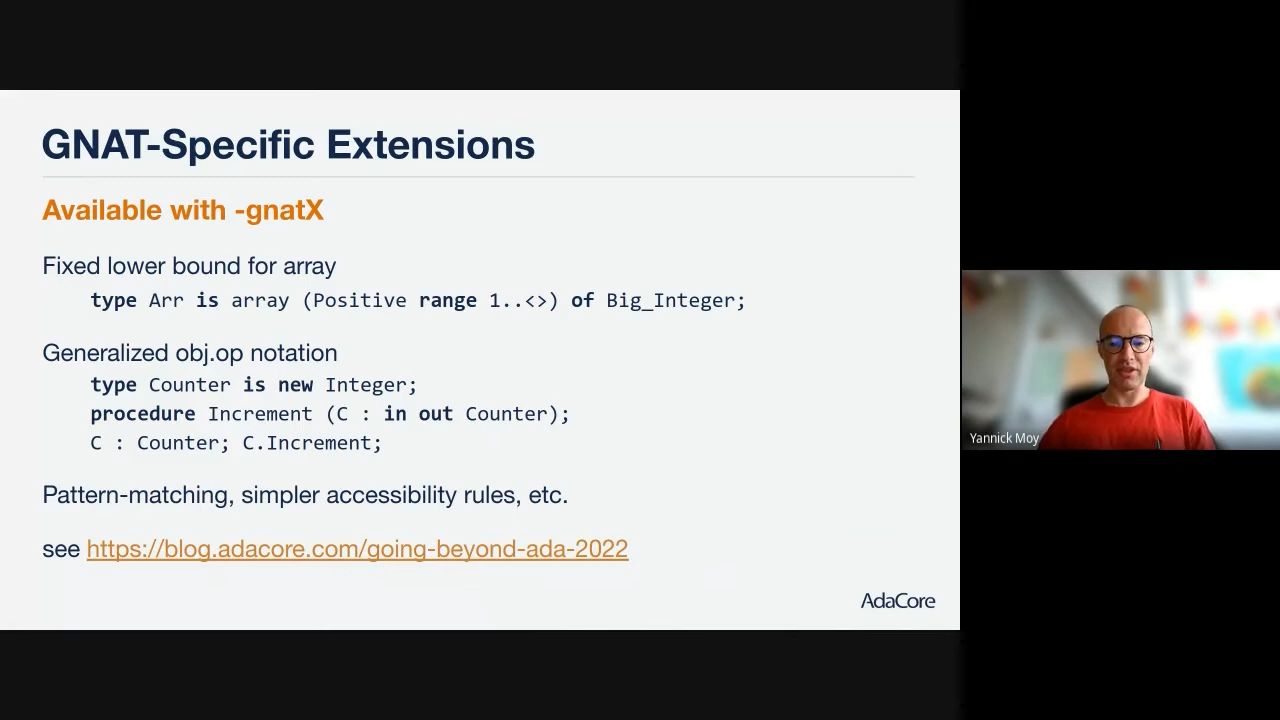 GNAT-Specific Extensions
Available with -gnatX
Fixed lower bound for array
type Arr is array (Positive range 1..<>) of Big_Integer;
Generalized obj.op notation
type Counter is new Integer;
procedure Increment (C : in out Counter);
C : Counter; C.Increment;
Pattern-matching, simpler accessibility rules, etc.
see https://blog.adacore.com/going-beyond-ada-2022
AdaCore
Yannick Moy